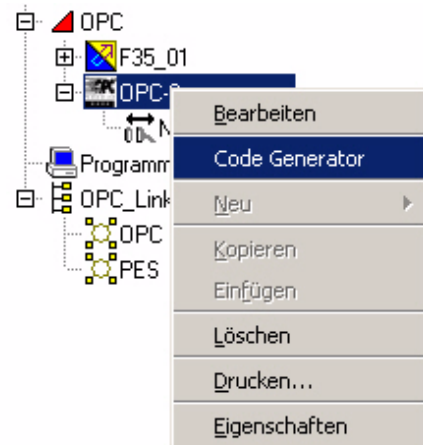 OPC
F35_01
OPC-
Programm
OPC_Link
OPC
PES
Bearbeiten
Code Generator
Neu
Kopieren
Einfügen
Löschen
Drucken...
Eigenschaften